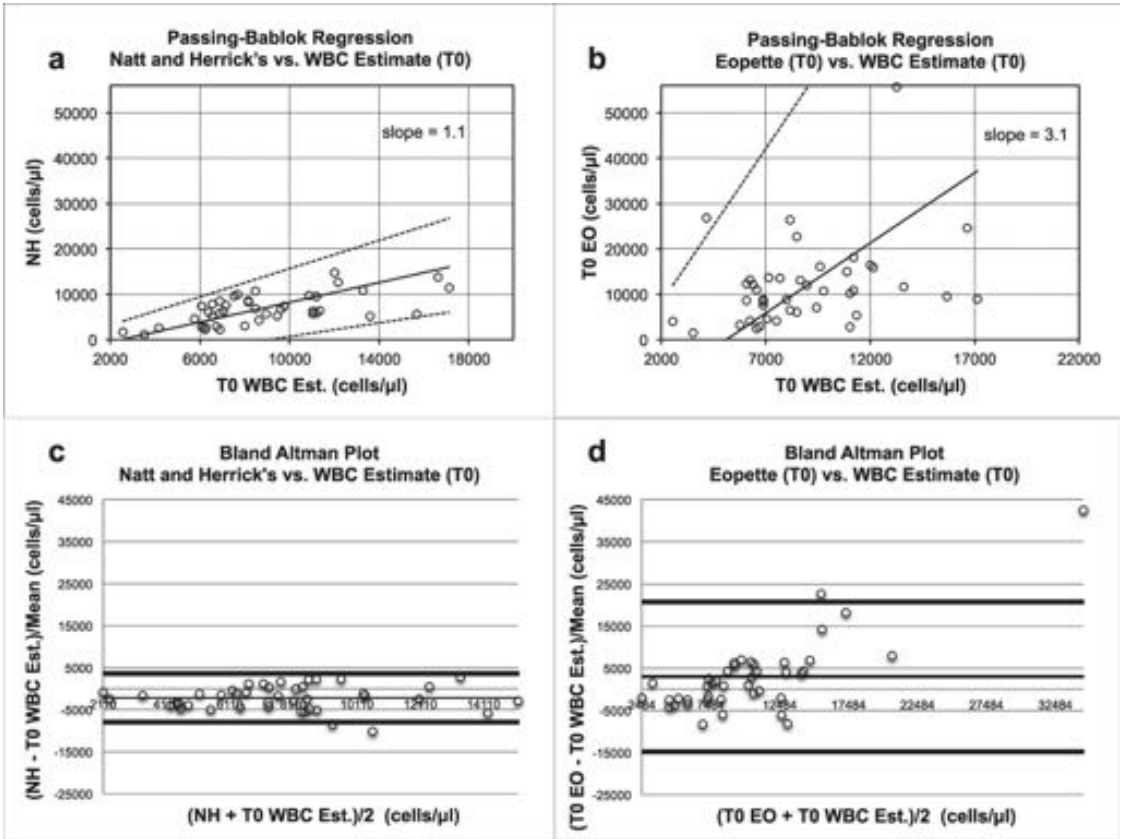 a
Passing-Bablok Regression
Natt and Herrick's vs. WBC Estimate (T0)
NH (cells/µl)
50000
40000
30000
20000
10000
0
slope = 1.1
2000 6000 10000 14000 18000
T0 WBC Est. (cells/µl)
b
Passing-Bablok Regression
Eopette (T0) vs. WBC Estimate (T0)
T0 EO (cells/µl)
50000
40000
30000
20000
10000
0
slope = 3.1
2000 7000 12000 17000 22000
T0 WBC Est. (cells/µl)
c
Bland Altman Plot
Natt and Herrick's vs. WBC Estimate (T0)
(NH - T0 WBC Est.)/Mean (cells/µl)
45000
35000
25000
15000
5000
-5000
-15000
-25000
10110 14110
(NH + T0 WBC Est.)/2 (cells/µl)
d
Bland Altman Plot
Eopette (T0) vs. WBC Estimate (T0)
(T0 EO - T0 WBC Est.)/Mean (cells/µl)
45000
35000
25000
15000
5000
-5000
-15000
-25000
12484 17484 22484 27484 32484
(T0 EO + T0 WBC Est.)/2 (cells/µl)